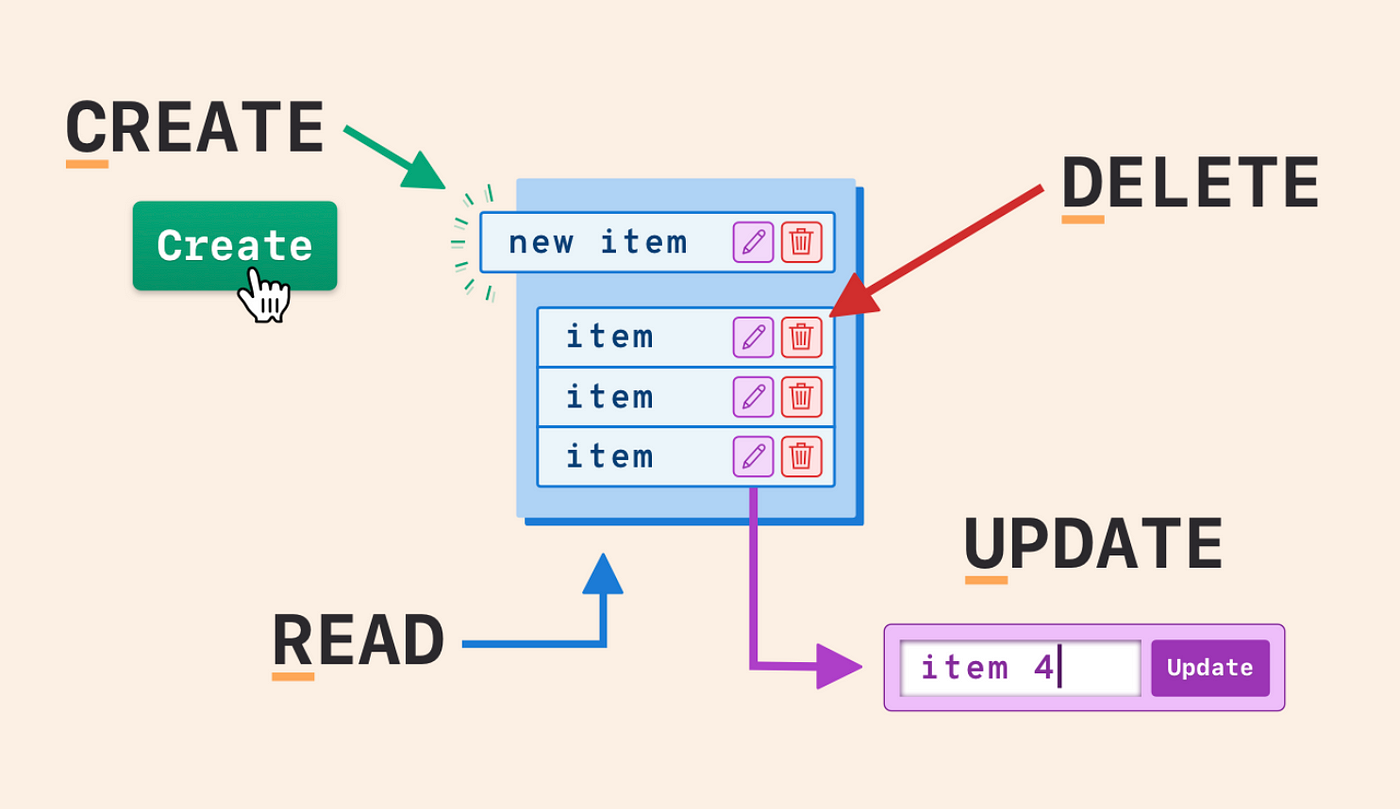 CREATE
Create
DELETE
new item
item
item
item
UPDATE
READ
item 4
Update